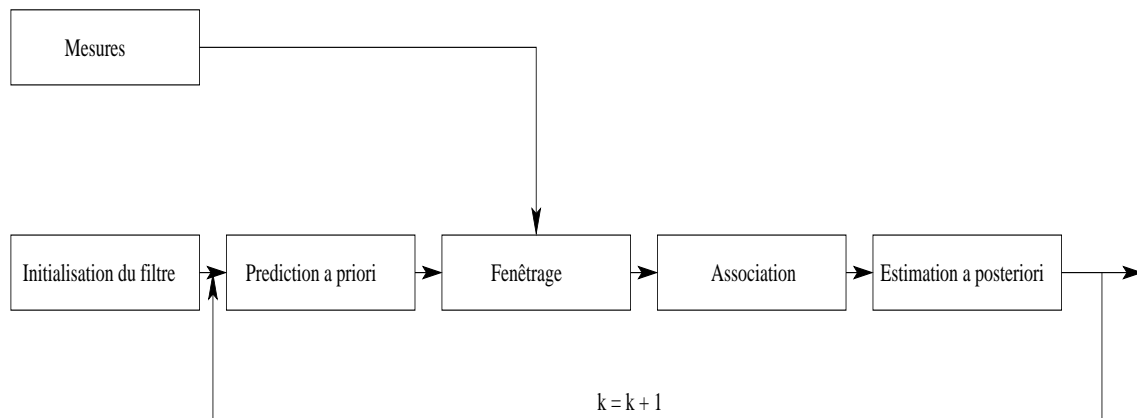 Mesures
Initialisation du filtre
Prediction a priori
Fenêtrage
Association
Estimation a posteriori
k = k + 1